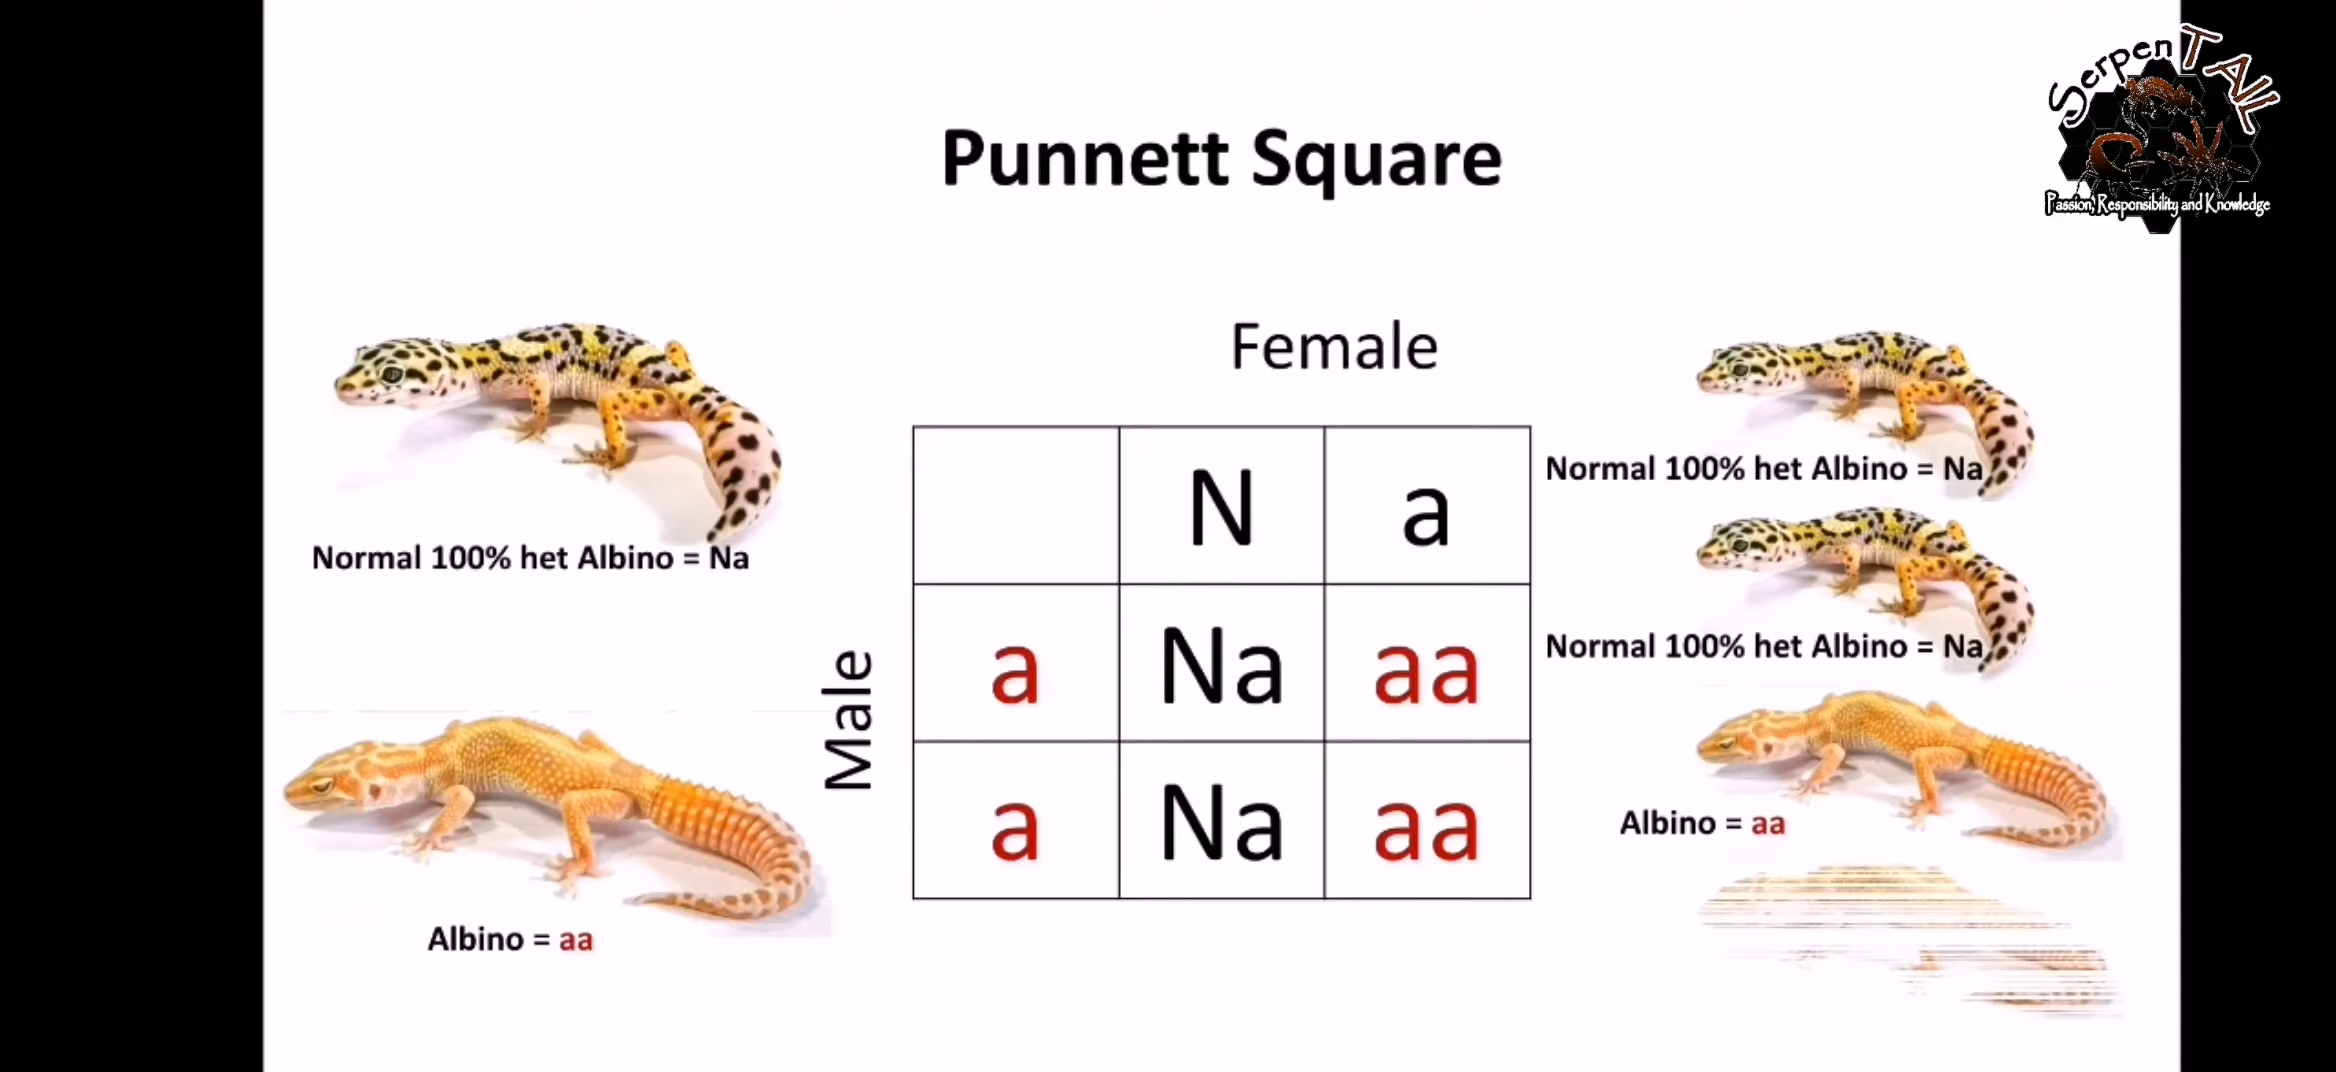 SerpenTAIL
Passion, Responsibility and Knowledge
Punnett Square
Female
Male
N a
a Na aa
a Na aa
Normal 100% het Albino = Na
Albino = aa
Normal 100% het Albino = Na
Normal 100% het Albino = Na
Albino = aa